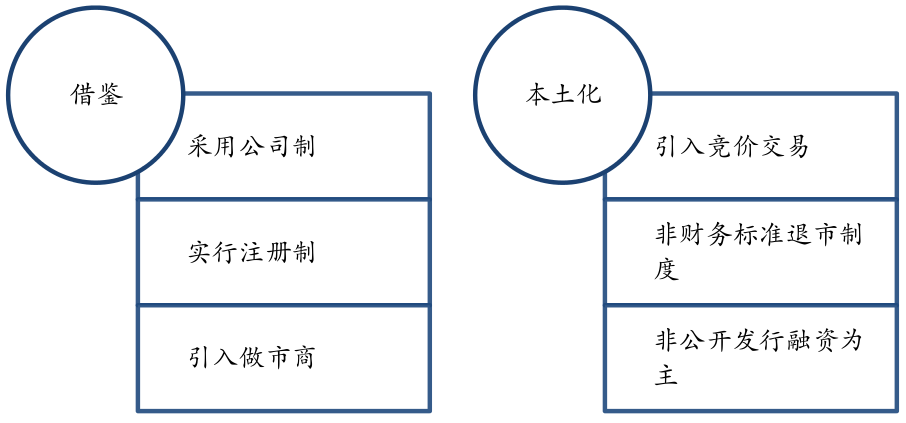 借鉴
采用公司制
实行注册制
引入做市商
本土化
引入竞价交易
非财务标准退市制
度
非公开发行融资为
主